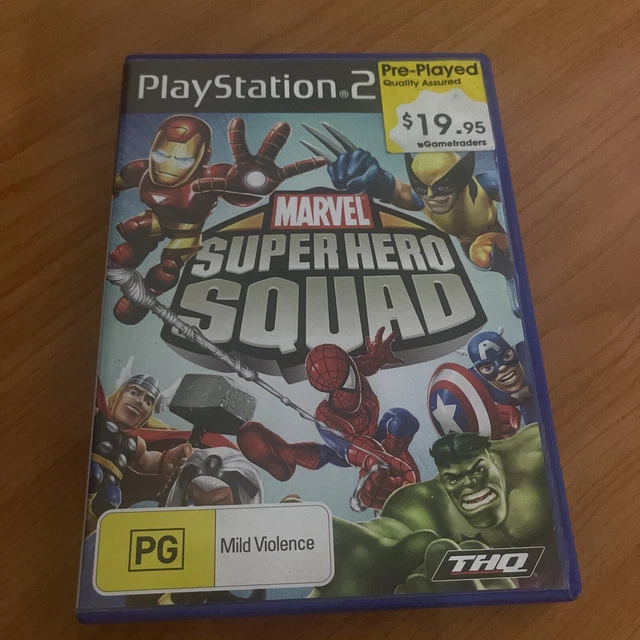 PlayStation®2
Pre-Played
Quality Assured
$19.95
Gametraders
MARVEL
SUPER HERO
SQUAD
PG
Mild Violence
THQ